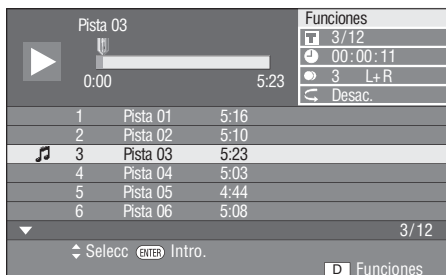 Pista 03
0:00 5:23
Funciones
T 3/12
00:00:11
3 L+R
Desac.
1 Pista 01 5:16
2 Pista 02 5:10
3 Pista 03 5:23
4 Pista 04 5:03
5 Pista 05 4:44
6 Pista 06 5:08
3/12
Selecc ENTER Intro.
D Funciones